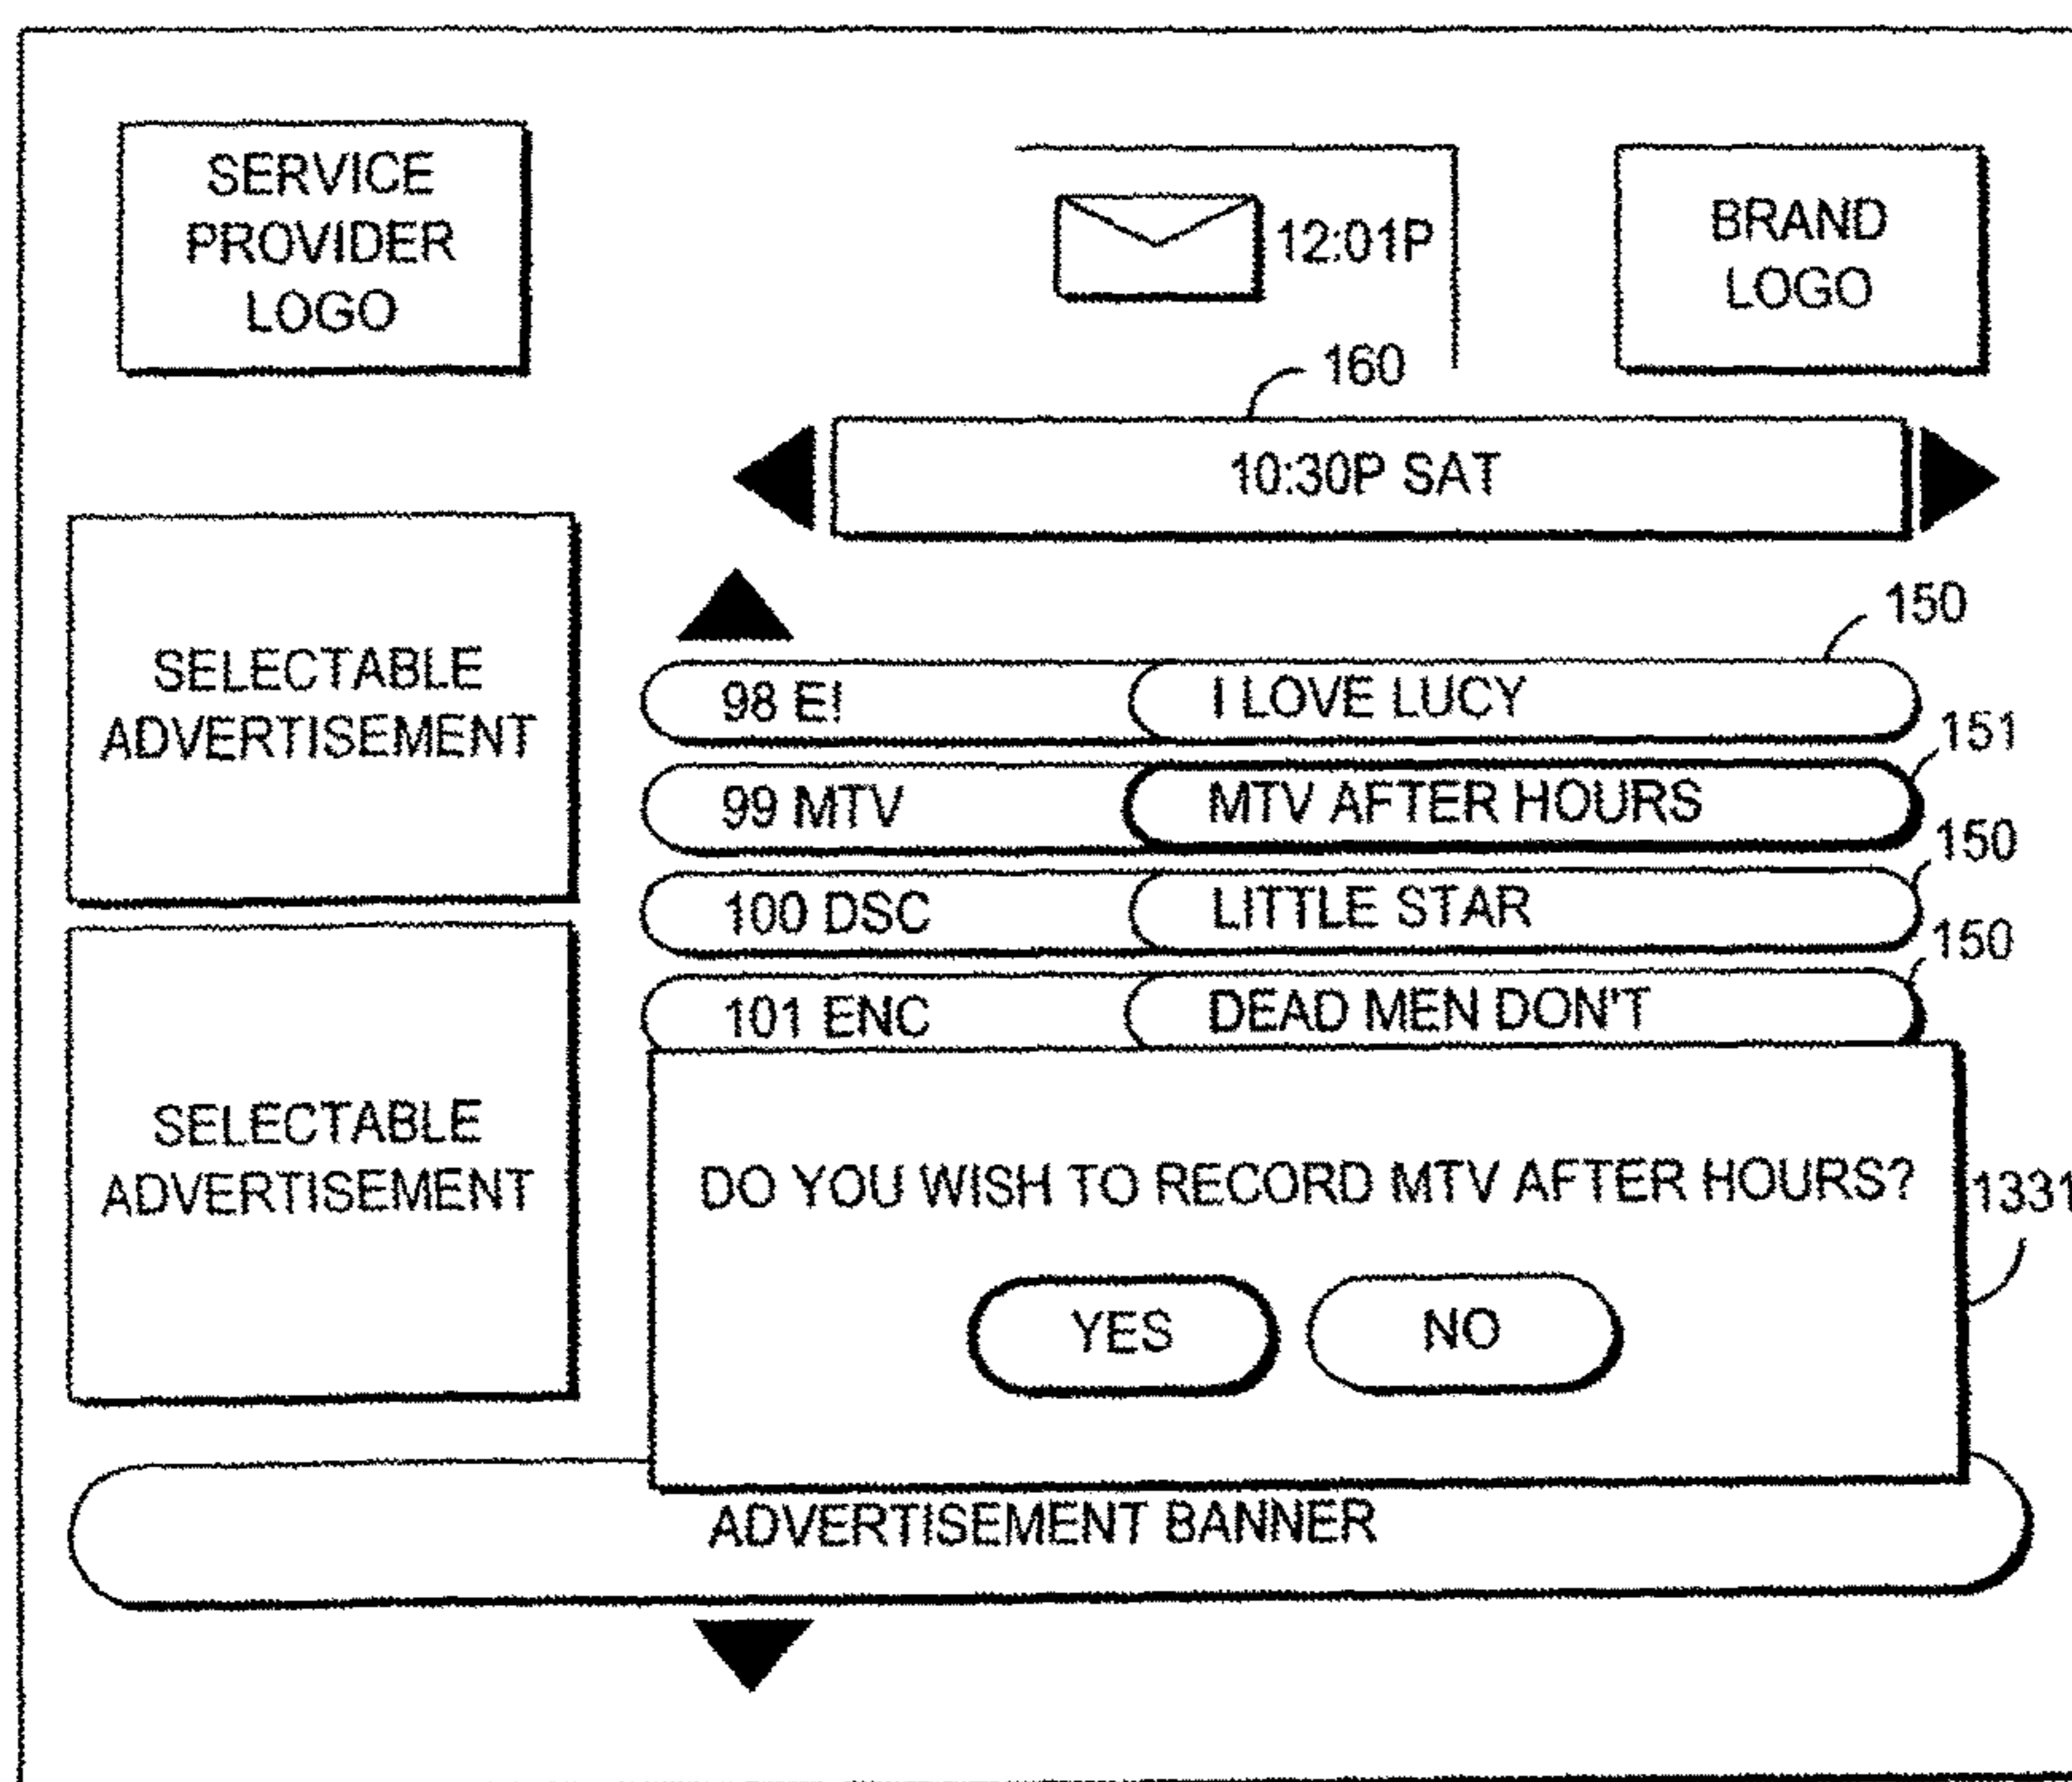 SERVICE
PROVIDER
LOGO
12:01P
BRAND
LOGO
160
10:30P SAT
SELECTABLE
ADVERTISEMENT
150
98 E! I LOVE LUCY
151
99 MTV MTV AFTER HOURS
150
100 DSC LITTLE STAR
150
101 ENC DEAD MEN DON'T
SELECTABLE
ADVERTISEMENT
DO YOU WISH TO RECORD MTV AFTER HOURS?
1331
YES NO
ADVERTISEMENT BANNER